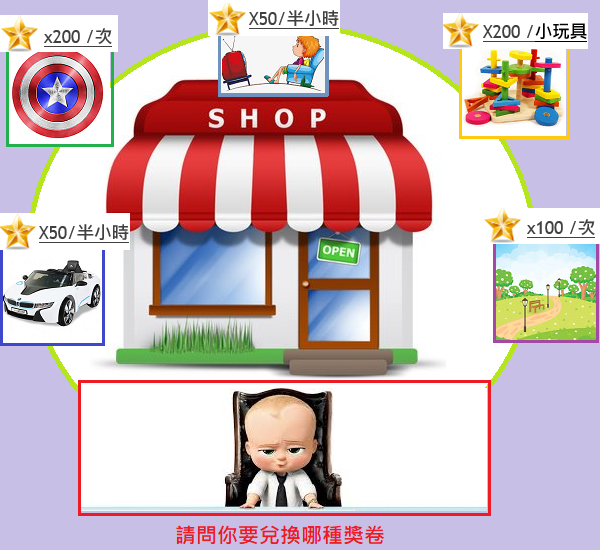 x200 /次
X50/半小時
X200 /小玩具
SHOP
X50/半小時
OPEN
x100 /次
請問你要兌換哪種獎卷